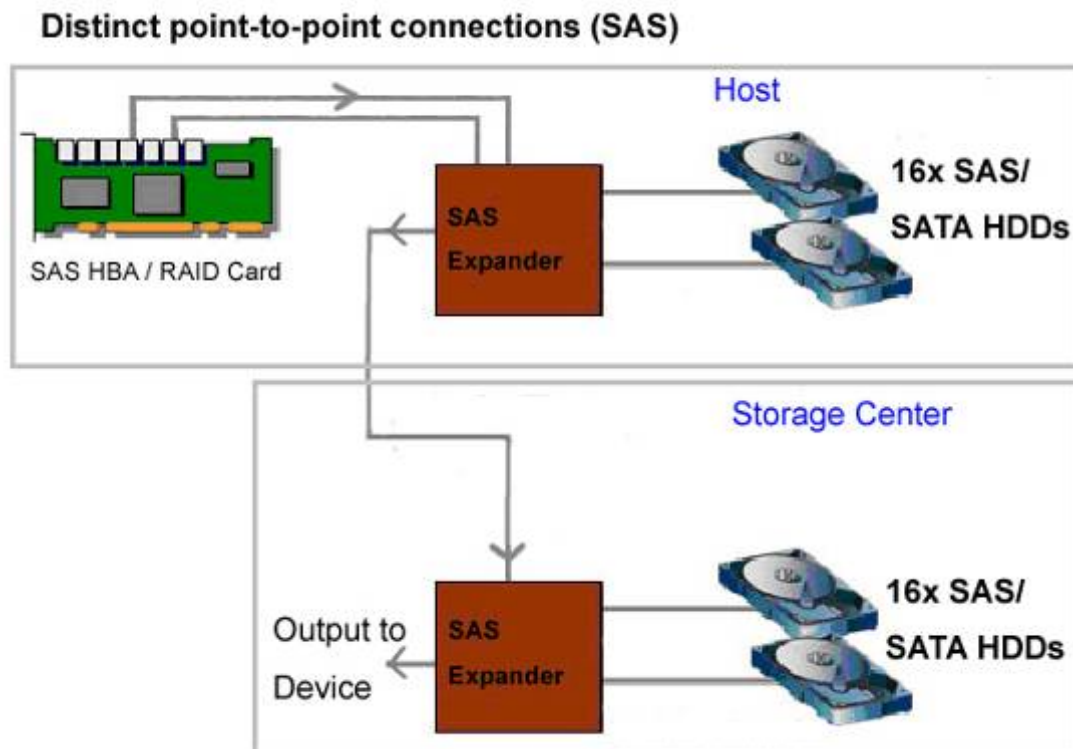 Distinct point-to-point connections (SAS)
Host
16x SAS/
SATA HDDs
SAS
Expander
SAS HBA / RAID Card
Storage Center
16x SAS/
SATA HDDs
SAS
Expander
Output to
Device